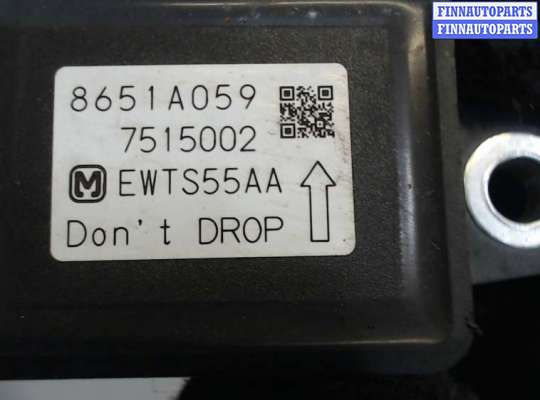 FINNAUTOPARTS
FINNAUTOPARTS
8651A059
7515002
M EWTS55AA
Don't DROP